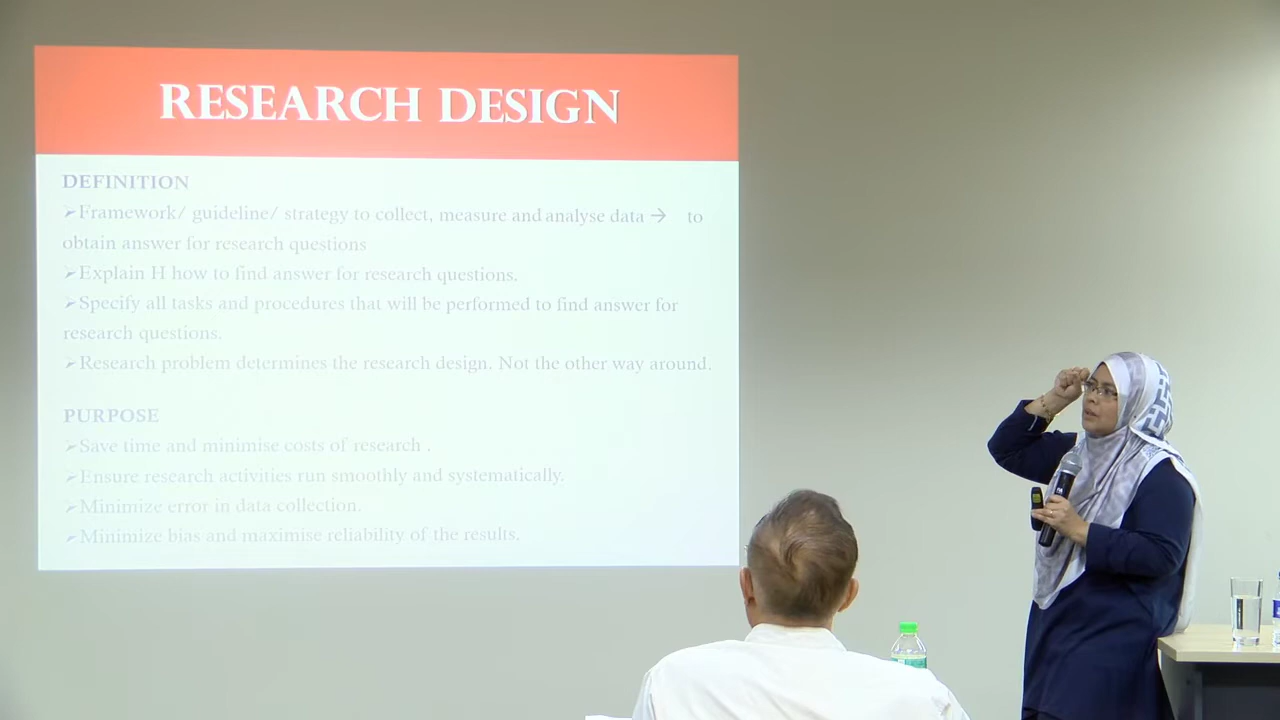 RESEARCH DESIGN
DEFINITION
➢Framework/ guideline/ strategy to collect, measure and analyse data → to
obtain answer for research questions
➢Explain H how to find answer for research questions.
➢Specify all tasks and procedures that will be performed to find answer for
research questions.
➢Research problem determines the research design. Not the other way around.
PURPOSE
➢Save time and minimise costs of research .
➢Ensure research activities run smoothly and systematically.
➢Minimize error in data collection.
➢Minimize bias and maximise reliability of the results.